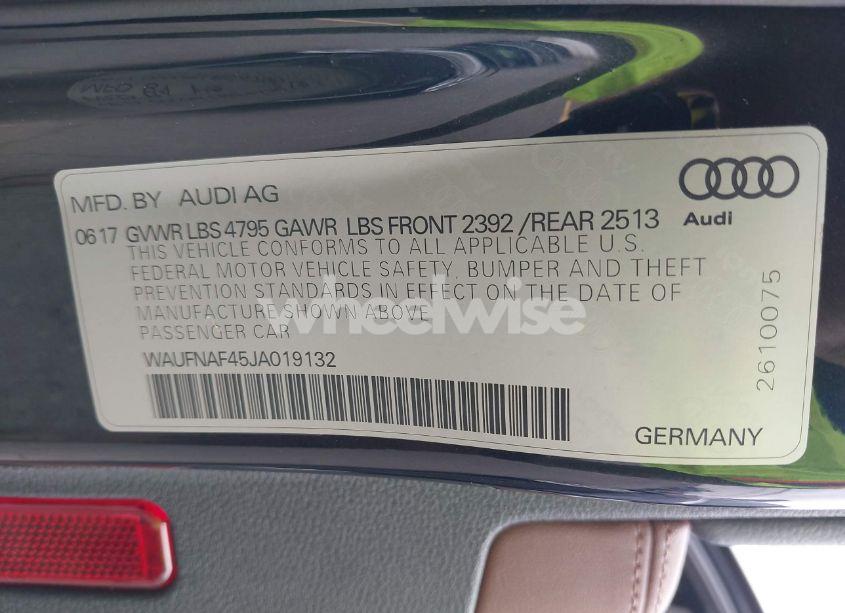 MFD. BY AUDI AG
0617 GVWR LBS 4795 GAWR LBS FRONT 2392 /REAR 2513
THIS VEHICLE CONFORMS TO ALL APPLICABLE U.S.
FEDERAL MOTOR VEHICLE SAFETY, BUMPER AND THEFT
PREVENTION STANDARDS IN EFFECT ON THE DATE OF
MANUFACTURE SHOWN ABOVE
PASSENGER CAR
WAUFNAF45JA019132
Audi
2610075
GERMANY
wheelwise